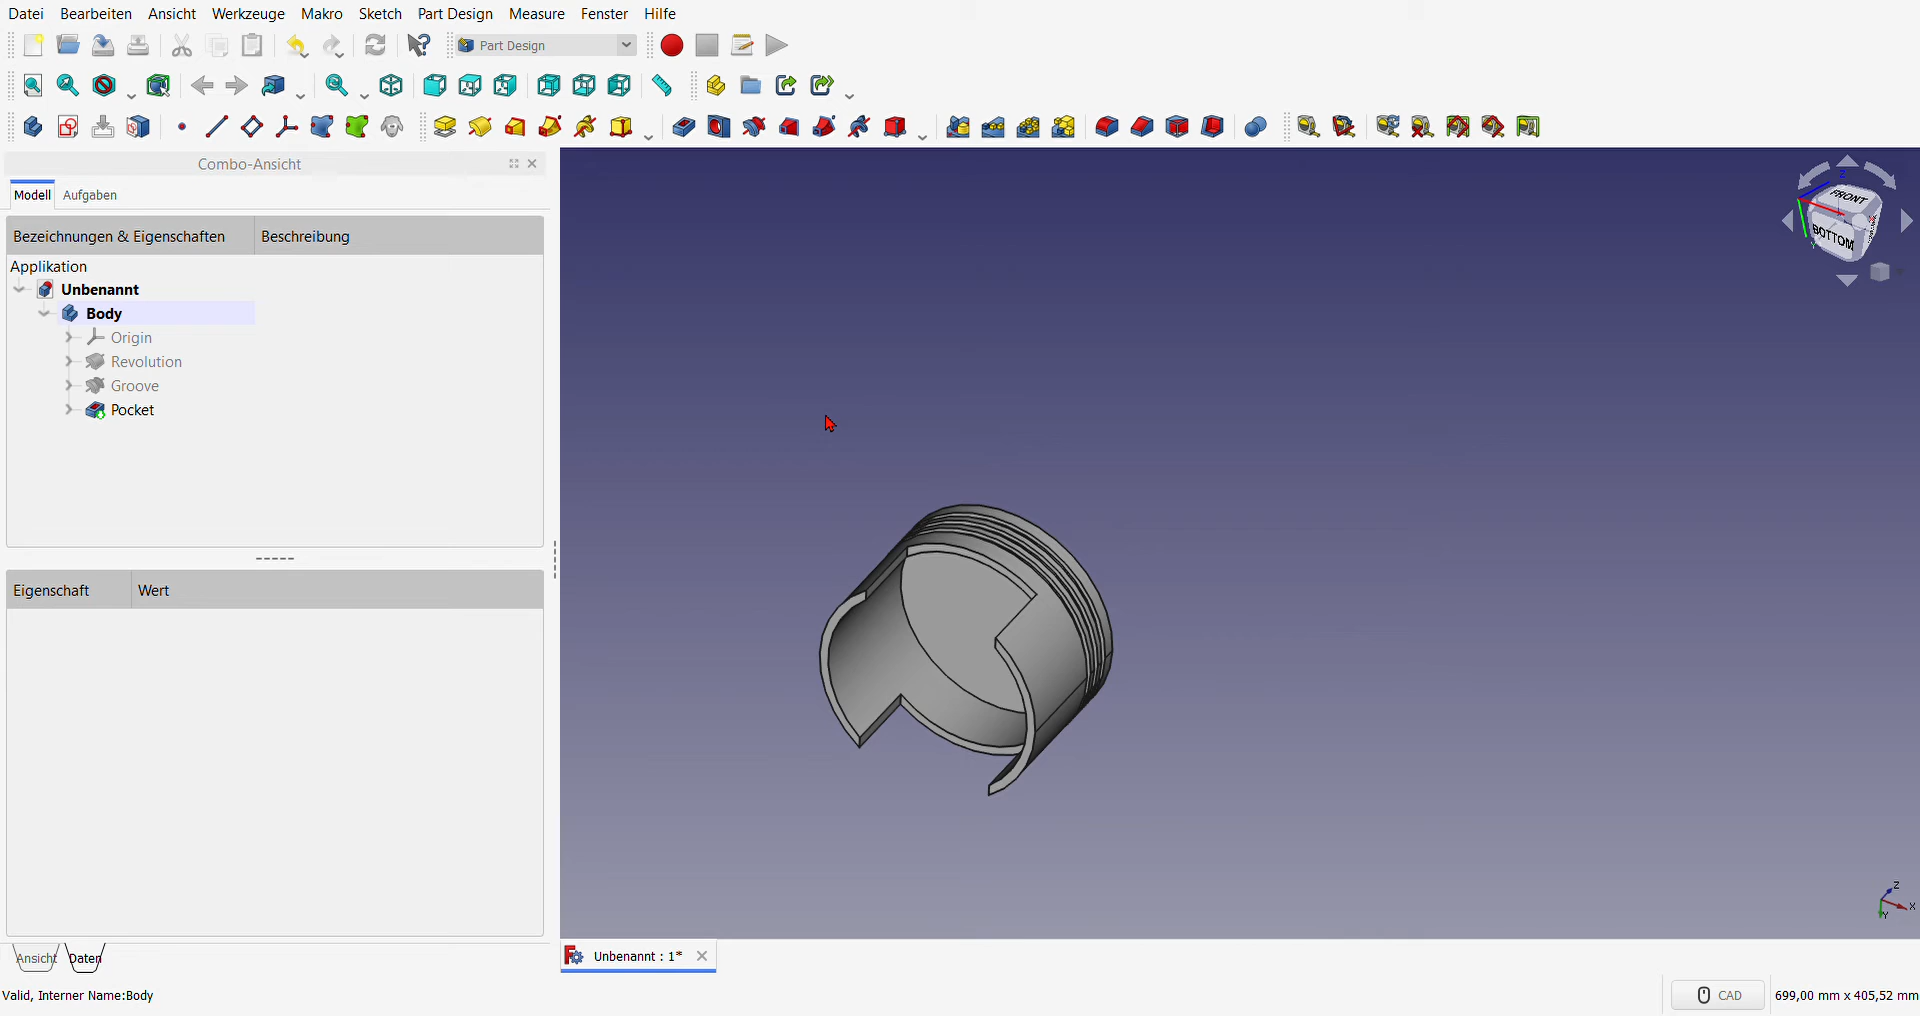 Datei Bearbeiten Ansicht Werkzeuge Makro Sketch Part Design Measure Fenster Hilfe
Part Design
Combo-Ansicht
Modell Aufgaben
Bezeichnungen & Eigenschaften Beschreibung
Applikation
Unbenannt
Body
Origin
Revolution
Groove
Pocket
Eigenschaft Wert
Ansicht Daten
Unbenannt : 1*
Valid, Interner Name:Body
CAD 699,00 mm x 405,52 mm
FRONT
BOTTOM
Z
Z
X
Y